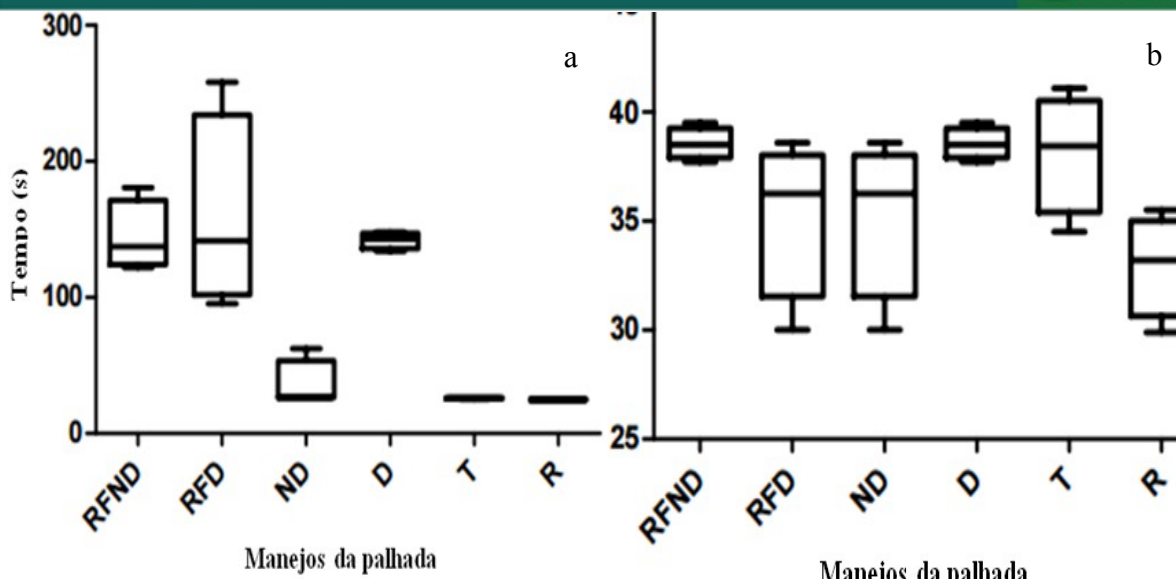 300
200
100
0
Tempo (s)
a
RFND RFD ND D T R
Manejos da palhada
40
35
30
25
b
RFND RFD ND D T R
Manejos da palhada